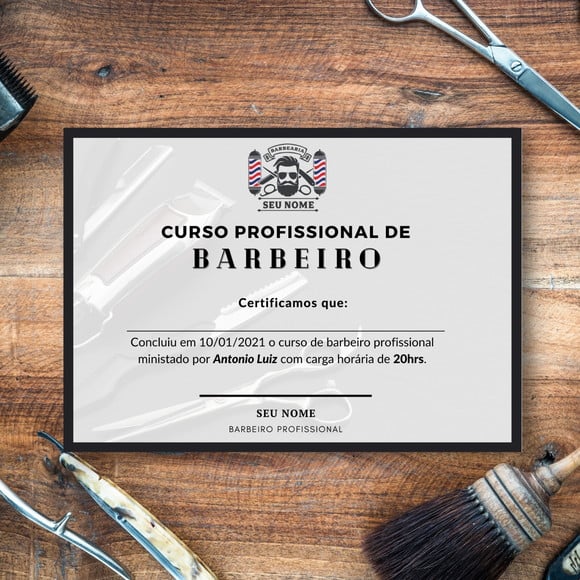 BARBEARIA
SEU NOME
CURSO PROFISSIONAL DE
BARBEIRO
Certificamos que:
Concluiu em 10/01/2021 o curso de barbeiro profissional
ministado por Antonio Luiz com carga horária de 20hrs.
SEU NOME
BARBEIRO PROFISSIONAL